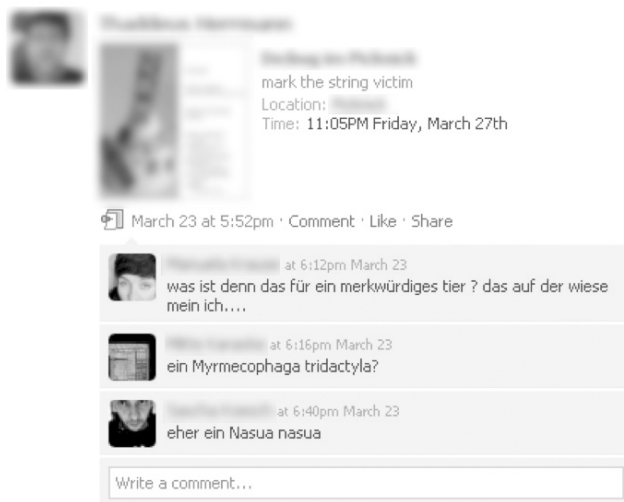 mark the string victim
Location:
Time: 11:05PM Friday, March 27th
March 23 at 5:52pm · Comment · Like · Share
at 6:12pm March 23
was ist denn das für ein merkwürdiges tier ? das auf der wiese
mein ich....
at 6:16pm March 23
ein Myrmecophaga tridactyla?
at 6:40pm March 23
eher ein Nasua nasua
Write a comment...